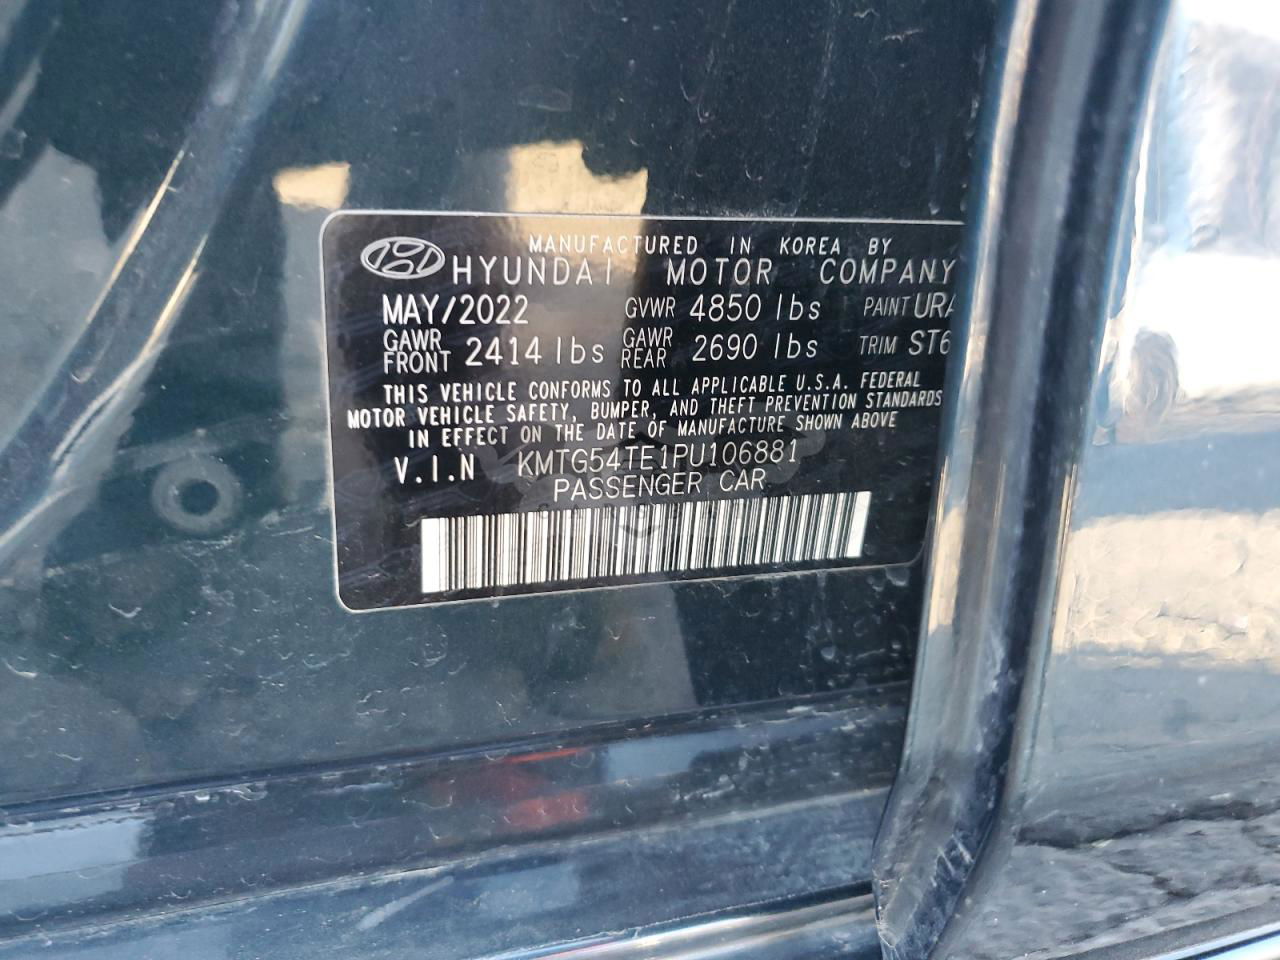 MANUFACTURED IN KOREA BY
HYUNDAI MOTOR COMPANY
MAY/2022 GVWR 4850 lbs PAINT URA
GAWR FRONT 2414 lbs GAWR REAR 2690 lbs TRIM ST6
THIS VEHICLE CONFORMS TO ALL APPLICABLE U.S.A. FEDERAL
MOTOR VEHICLE SAFETY, BUMPER, AND THEFT PREVENTION STANDARDS
IN EFFECT ON THE DATE OF MANUFACTURE SHOWN ABOVE
V.I.N KMTG54TE1PU106881
PASSENGER CAR